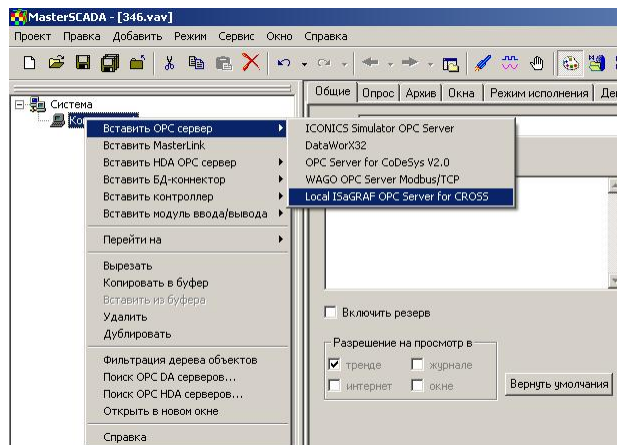 MasterSCADA - [346.vav]
Проект Правка Добавить Режим Сервис Окно Справка
Общие Опрос Архив Окна Режим исполнения
Система
Вставить OPC сервер
Вставить MasterLink
Вставить HDA OPC сервер
Вставить БД-коннектор
Вставить контроллер
Вставить модуль ввода/вывода
Перейти на
Вырезать
Копировать в буфер
Вставить из буфера
Удалить
Дублировать
Фильтрация дерева объектов
Поиск OPC DA серверов...
Поиск OPC HDA серверов...
Открыть в новом окне
Справка
ICONICS Simulator OPC Server
DataWorX32
OPC Server for CoDeSys V2.0
WAGO OPC Server Modbus/TCP
Local ISaGRAF OPC Server for CROSS
Включить резерв
Разрешение на просмотр в
тренде журнале
интернет окне
Вернуть умолчания